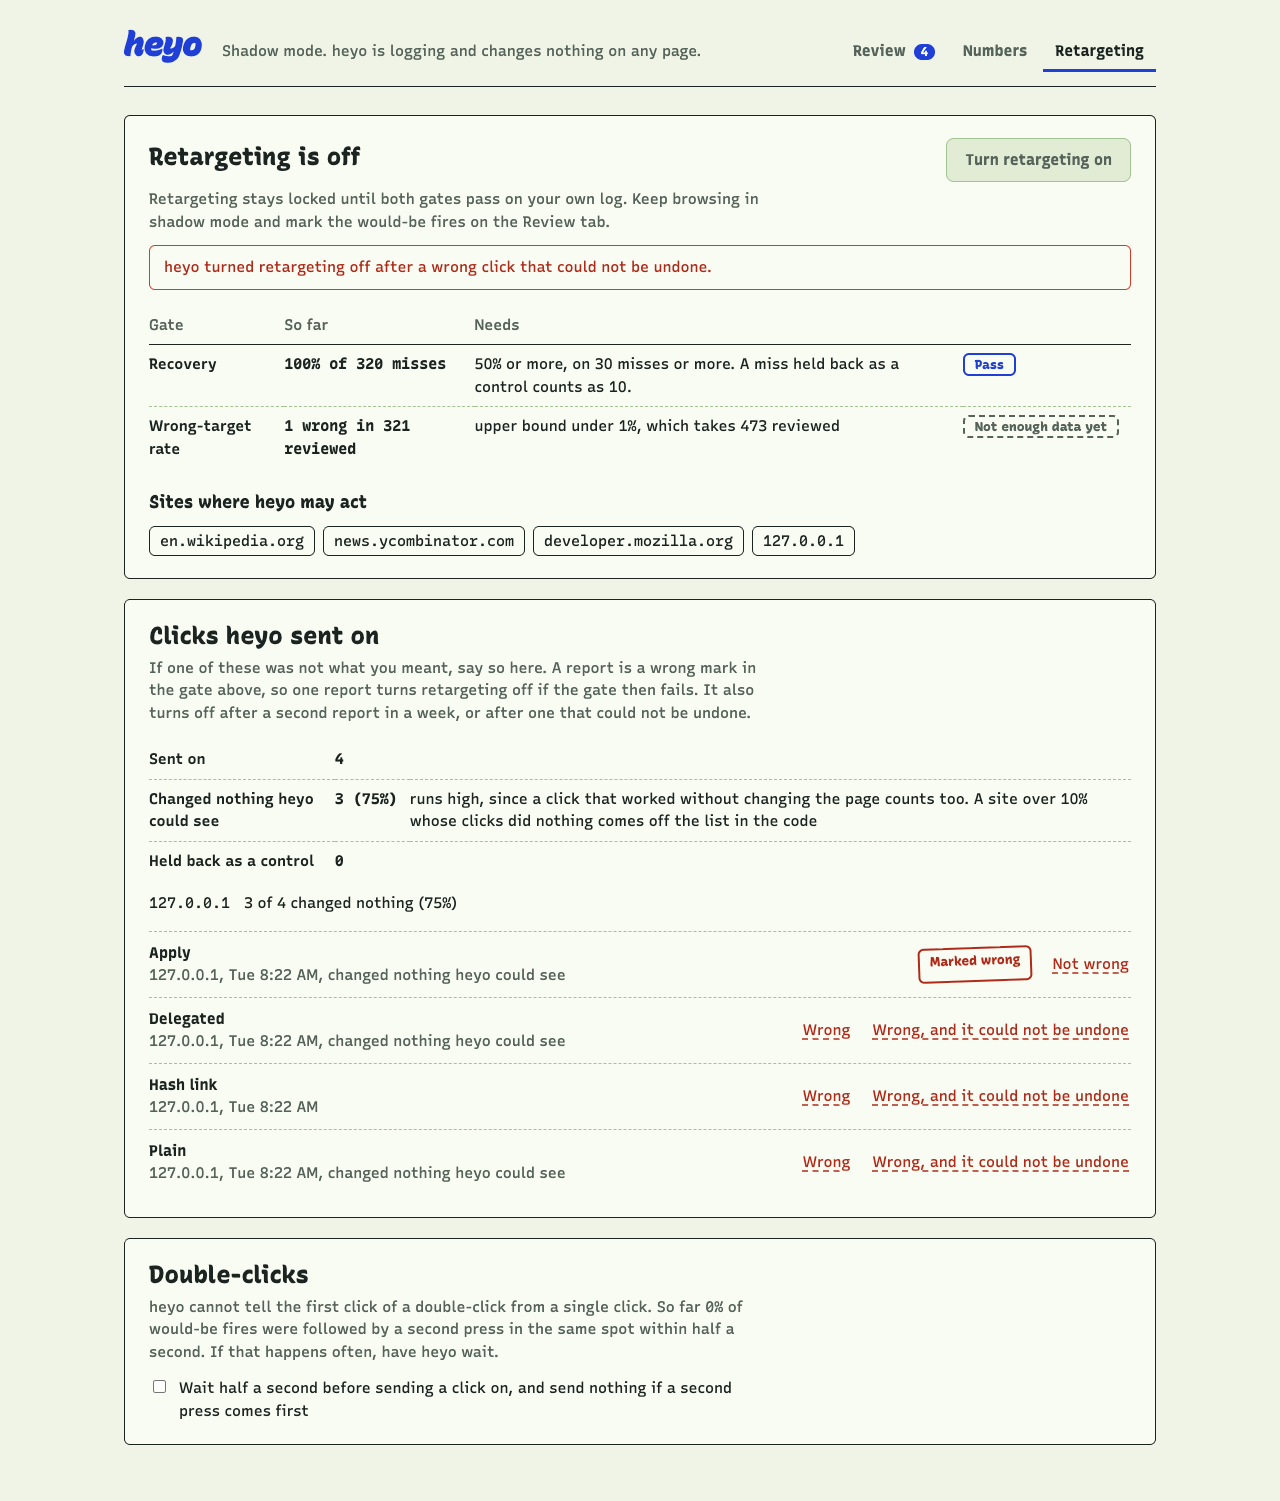 heyo Shadow mode. heyo is logging and changes nothing on any page. Review 4 Numbers Retargeting
Retargeting is off
Turn retargeting on
Retargeting stays locked until both gates pass on your own log. Keep browsing in
shadow mode and mark the would-be fires on the Review tab.
heyo turned retargeting off after a wrong click that could not be undone.
Gate So far Needs
Recovery 100% of 320 misses 50% or more, on 30 misses or more. A miss held back as a Pass
control counts as 10.
Wrong-target 1 wrong in 321 upper bound under 1%, which takes 473 reviewed Not enough data yet
rate reviewed
Sites where heyo may act
en.wikipedia.org news.ycombinator.com developer.mozilla.org 127.0.0.1
Clicks heyo sent on
If one of these was not what you meant, say so here. A report is a wrong mark in
the gate above, so one report turns retargeting off if the gate then fails. It also
turns off after a second report in a week, or after one that could not be undone.
Sent on 4
Changed nothing heyo 3 (75%) runs high, since a click that worked without changing the page counts too. A site over 10%
could see whose clicks did nothing comes off the list in the code
Held back as a control 0
127.0.0.1 3 of 4 changed nothing (75%)
Apply
127.0.0.1, Tue 8:22 AM, changed nothing heyo could see
Marked wrong Not wrong
Delegated
127.0.0.1, Tue 8:22 AM, changed nothing heyo could see
Wrong Wrong, and it could not be undone
Hash link
127.0.0.1, Tue 8:22 AM
Wrong Wrong, and it could not be undone
Plain
127.0.0.1, Tue 8:22 AM, changed nothing heyo could see
Wrong Wrong, and it could not be undone
Double-clicks
heyo cannot tell the first click of a double-click from a single click. So far 0% of
would-be fires were followed by a second press in the same spot within half a
second. If that happens often, have heyo wait.
Wait half a second before sending a click on, and send nothing if a second
press comes first